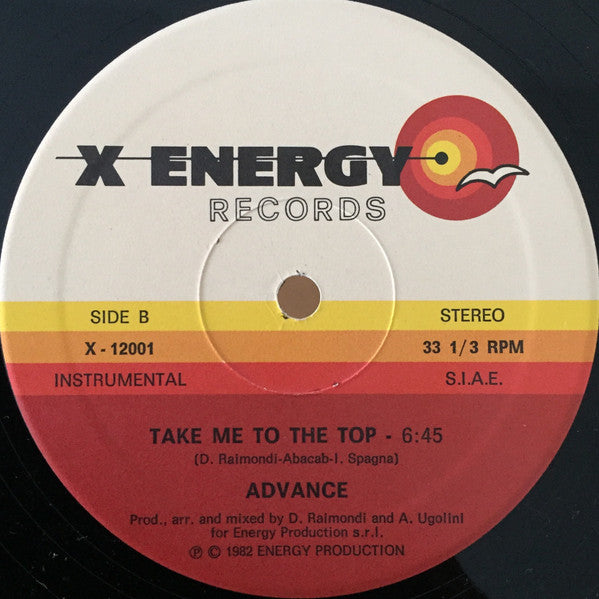 X ENERGY
RECORDS
SIDE B
STEREO
X - 12001
33 1/3 RPM
INSTRUMENTAL
S.I.A.E.
TAKE ME TO THE TOP - 6:45
(D. Raimondi-Abacab-I. Spagna)
ADVANCE
Prod., arr. and mixed by D. Raimondi and A. Ugolini
for Energy Production s.r.l.
℗ © 1982 ENERGY PRODUCTION